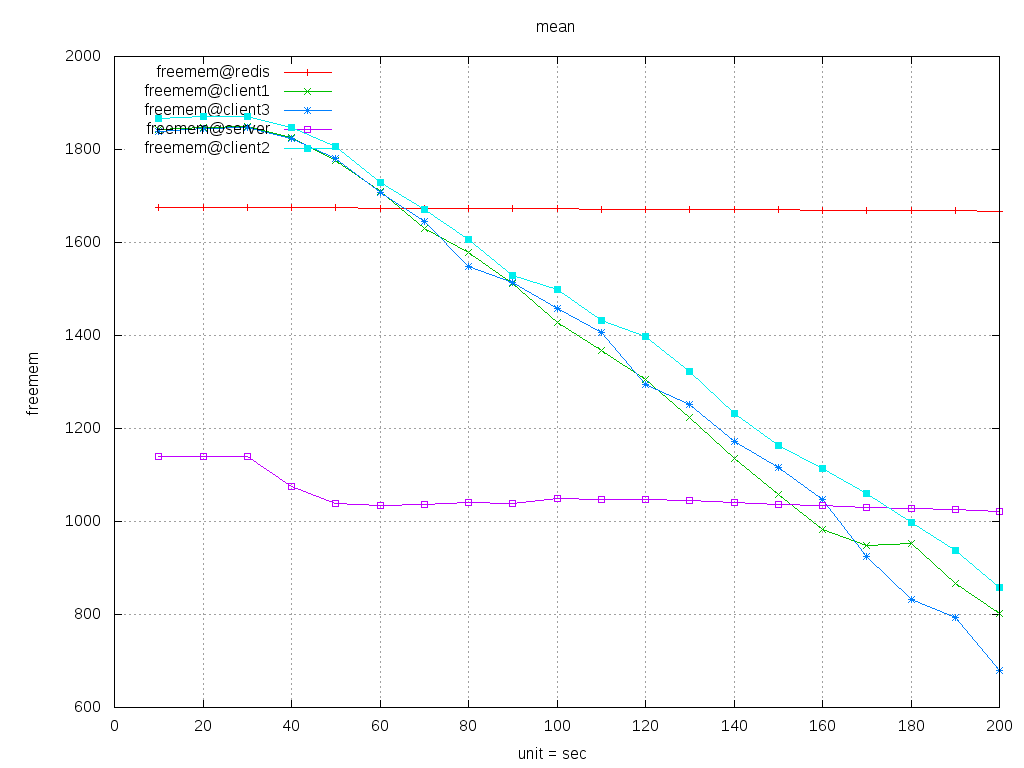 mean
2000
1800
1600
1400
1200
1000
800
600
freemem
freemem@redis
freemem@client1
freemem@client3
freemem@server
freemem@client2
0 20 40 60 80 100 120 140 160 180 200
unit = sec